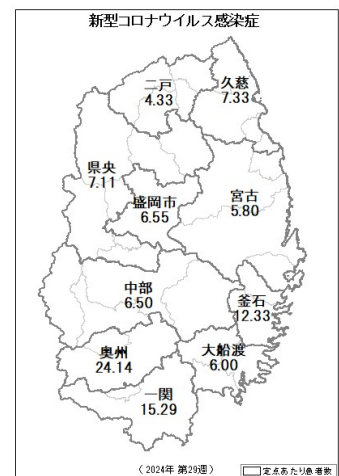 新型コロナウイルス感染症
二戸
4.33
久慈
7.33
県央
7.11
盛岡市
6.55
宮古
5.80
中部
6.50
釜石
12.33
奥州
24.14
大船渡
6.00
一関
15.29
（2024年 第29週）
定点あたり患者数